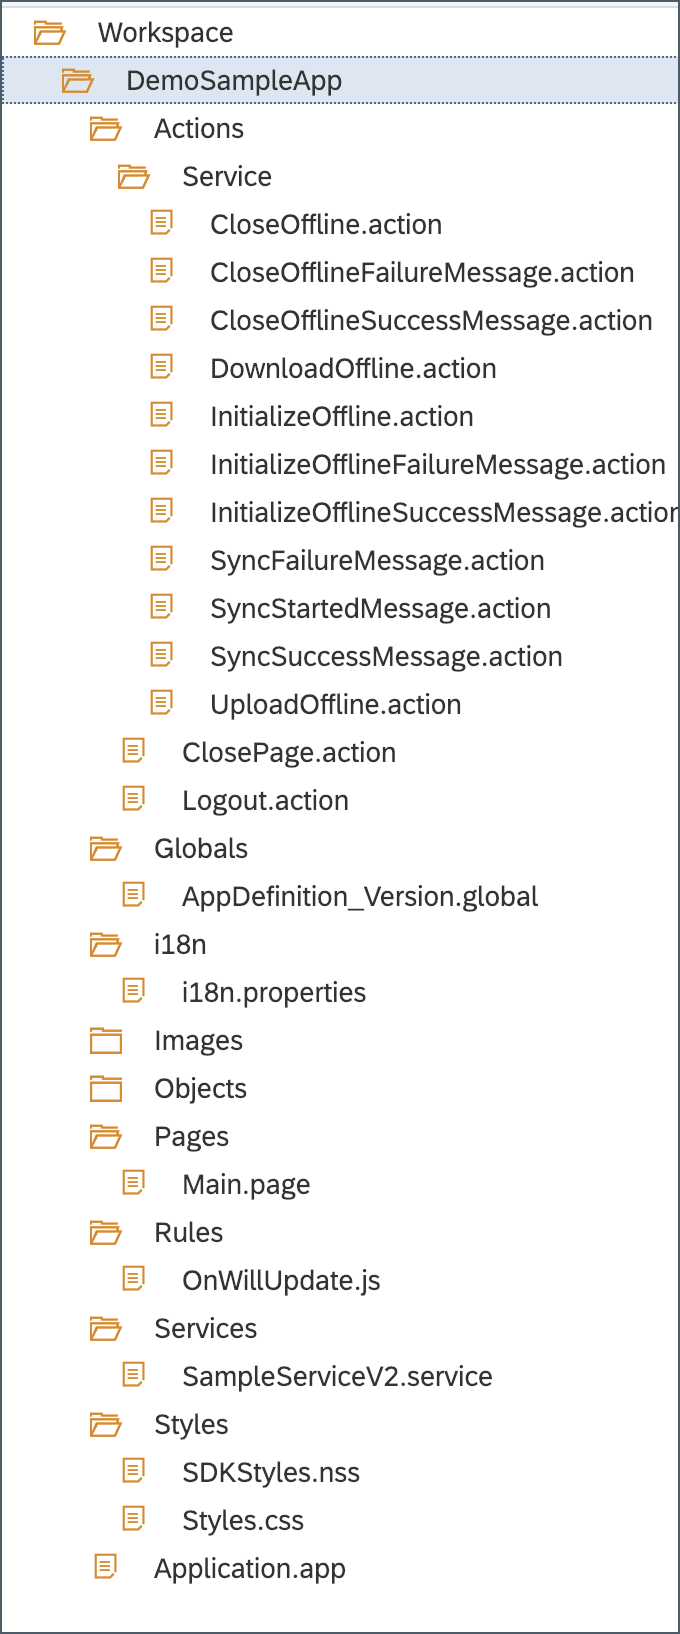 Workspace
DemoSampleApp
Actions
Service
CloseOffline.action
CloseOfflineFailureMessage.action
CloseOfflineSuccessMessage.action
DownloadOffline.action
InitializeOffline.action
InitializeOfflineFailureMessage.action
InitializeOfflineSuccessMessage.action
SyncFailureMessage.action
SyncStartedMessage.action
SyncSuccessMessage.action
UploadOffline.action
ClosePage.action
Logout.action
Globals
AppDefinition_Version.global
i18n
i18n.properties
Images
Objects
Pages
Main.page
Rules
OnWillUpdate.js
Services
SampleServiceV2.service
Styles
SDKStyles.nss
Styles.css
Application.app